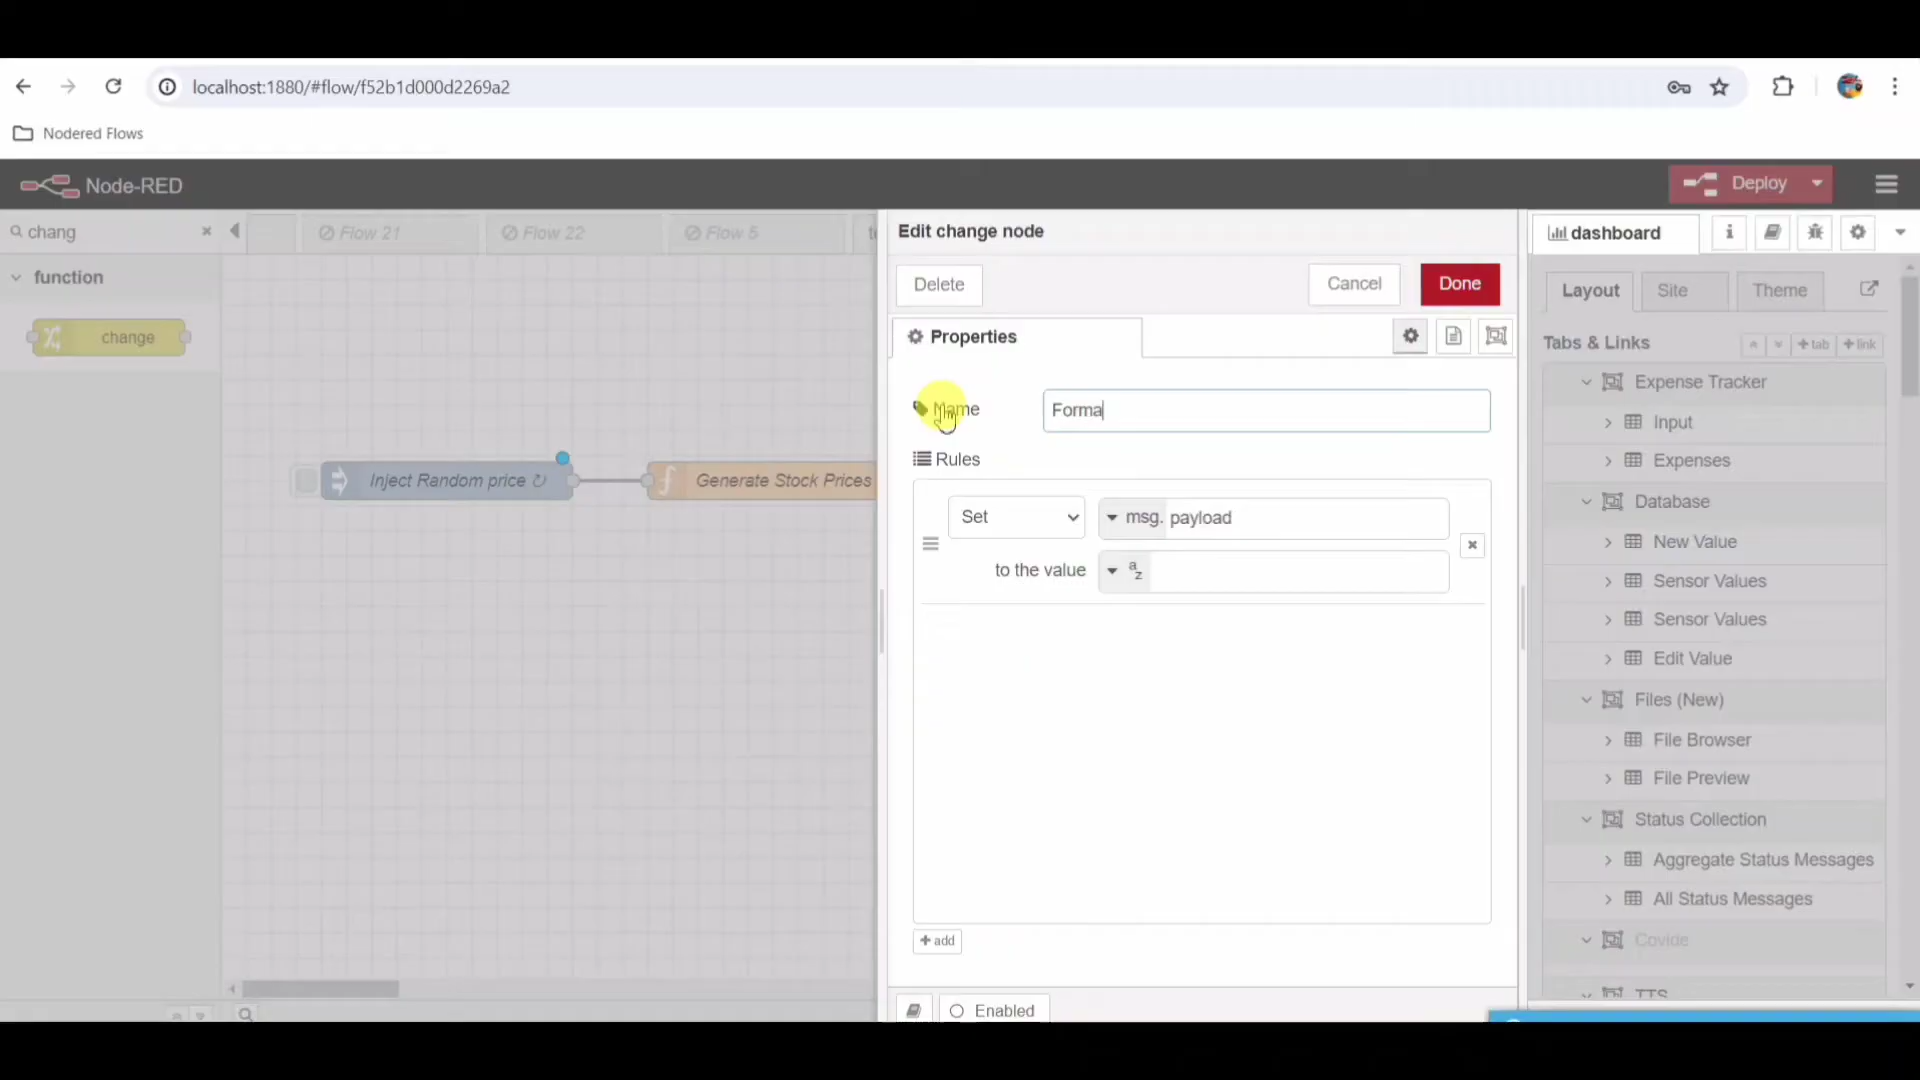 localhost:1880/#flow/f52b1d000d2269a2
Nodered Flows
Node-RED
Deploy
chang
Flow 21
Flow 22
Flow 5
function
change
Inject Random price
Generate Stock Prices
Edit change node
Delete
Cancel
Done
Properties
Name
Forma
Rules
Set
msg. payload
to the value
az
add
Enabled
dashboard
Layout
Site
Theme
Tabs & Links
tab
link
Expense Tracker
Input
Expenses
Database
New Value
Sensor Values
Sensor Values
Edit Value
Files (New)
File Browser
File Preview
Status Collection
Aggregate Status Messages
All Status Messages
Covide
TTS